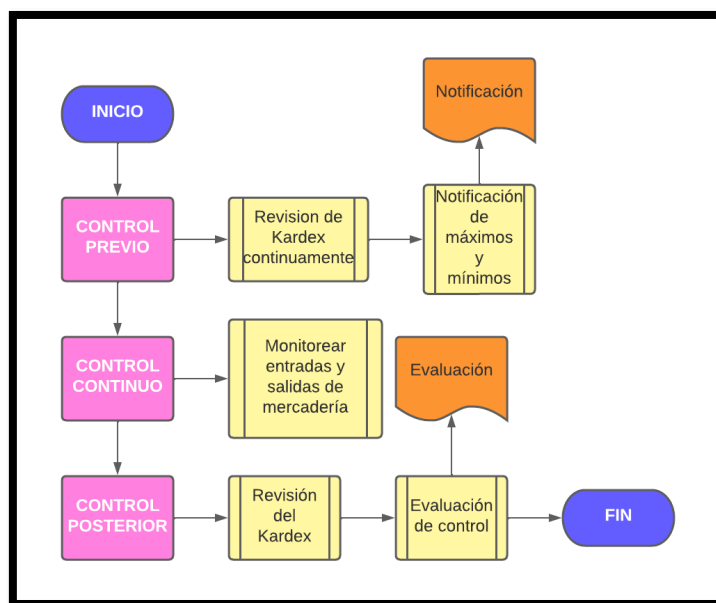 INICIO
Notificación
CONTROL
PREVIO
Revision de
Kardex
continuamente
Notificación
de
máximos
y
mínimos
CONTROL
CONTINUO
Monitorear
entradas y
salidas de
mercadería
Evaluación
CONTROL
POSTERIOR
Revisión
del
Kardex
Evaluación
de control
FIN